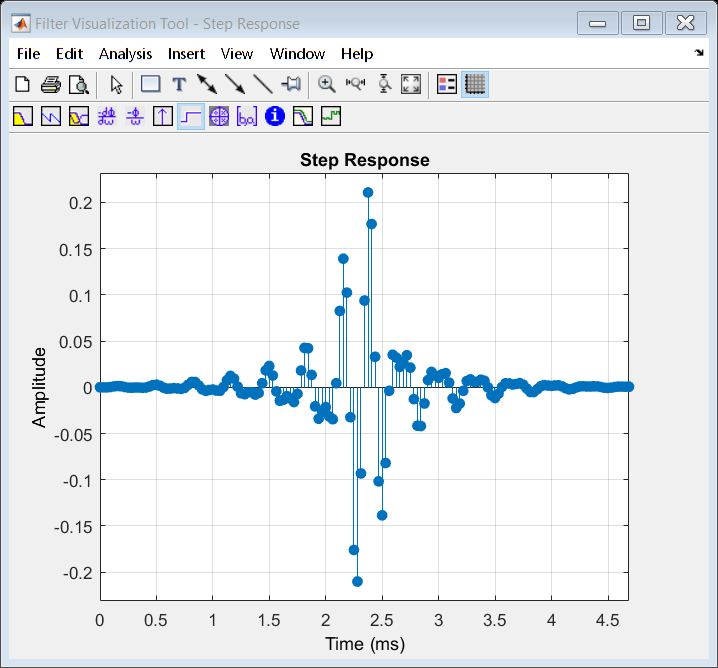 Filter Visualization Tool - Step Response
File Edit Analysis Insert View Window Help
Step Response
0.2
0.15
0.1
0.05
0
-0.05
-0.1
-0.15
-0.2
Amplitude
0 0.5 1 1.5 2 2.5 3 3.5 4 4.5
Time (ms)